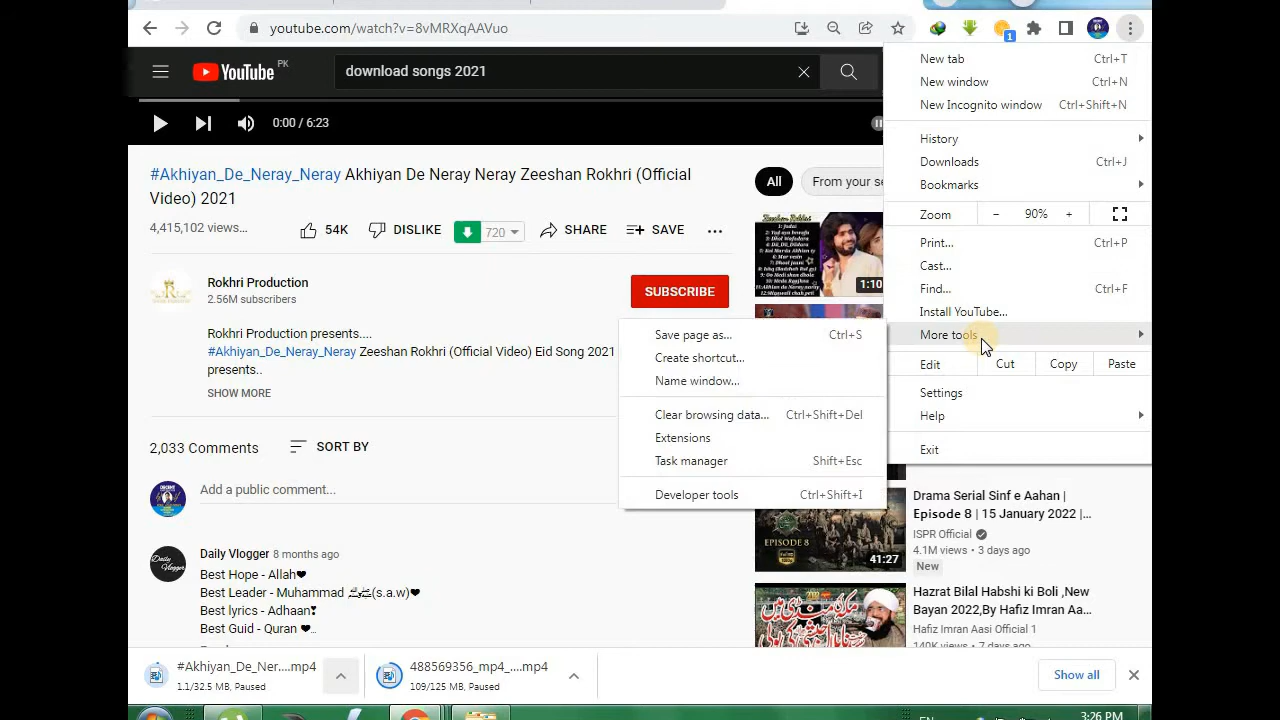 youtube.com/watch?v=8vMRXqAAVuo
1
YouTube PK
download songs 2021
0:00 / 6:23
#Akhiyan_De_Neray_Neray Akhiyan De Neray Neray Zeeshan Rokhri (Official
Video) 2021
4,415,102 views...
54K
DISLIKE
720
SHARE
SAVE
Rokhri Production
2.56M subscribers
SUBSCRIBE
Rokhri Production presents....
#Akhiyan_De_Neray_Neray Zeeshan Rokhri (Official Video) Eid Song 2021
presents..
SHOW MORE
2,033 Comments
SORT BY
Add a public comment...
Daily Vlogger 8 months ago
Best Hope - Allah❤
Best Leader - Muhammad ﷺ(s.a.w)❤
Best lyrics - Adhaan❣
Best Guid - Quran ❤...
All
From your se
1:10
EPISODE 8
41:27
Drama Serial Sinf e Aahan |
Episode 8 | 15 January 2022 |...
ISPR Official
4.1M views • 3 days ago
New
Hazrat Bilal Habshi ki Boli ,New
Bayan 2022,By Hafiz Imran Aa...
Hafiz Imran Aasi Official 1
140K views • 7 days ago
New tab Ctrl+T
New window Ctrl+N
New Incognito window Ctrl+Shift+N
History
Downloads Ctrl+J
Bookmarks
Zoom − 90% +
Print... Ctrl+P
Cast...
Find... Ctrl+F
Install YouTube...
More tools
Edit Cut Copy Paste
Settings
Help
Exit
Save page as... Ctrl+S
Create shortcut...
Name window...
Clear browsing data... Ctrl+Shift+Del
Extensions
Task manager Shift+Esc
Developer tools Ctrl+Shift+I
#Akhiyan_De_Ner....mp4
1.1/32.5 MB, Paused
488569356_mp4_....mp4
109/125 MB, Paused
Show all
EN
3:26 PM